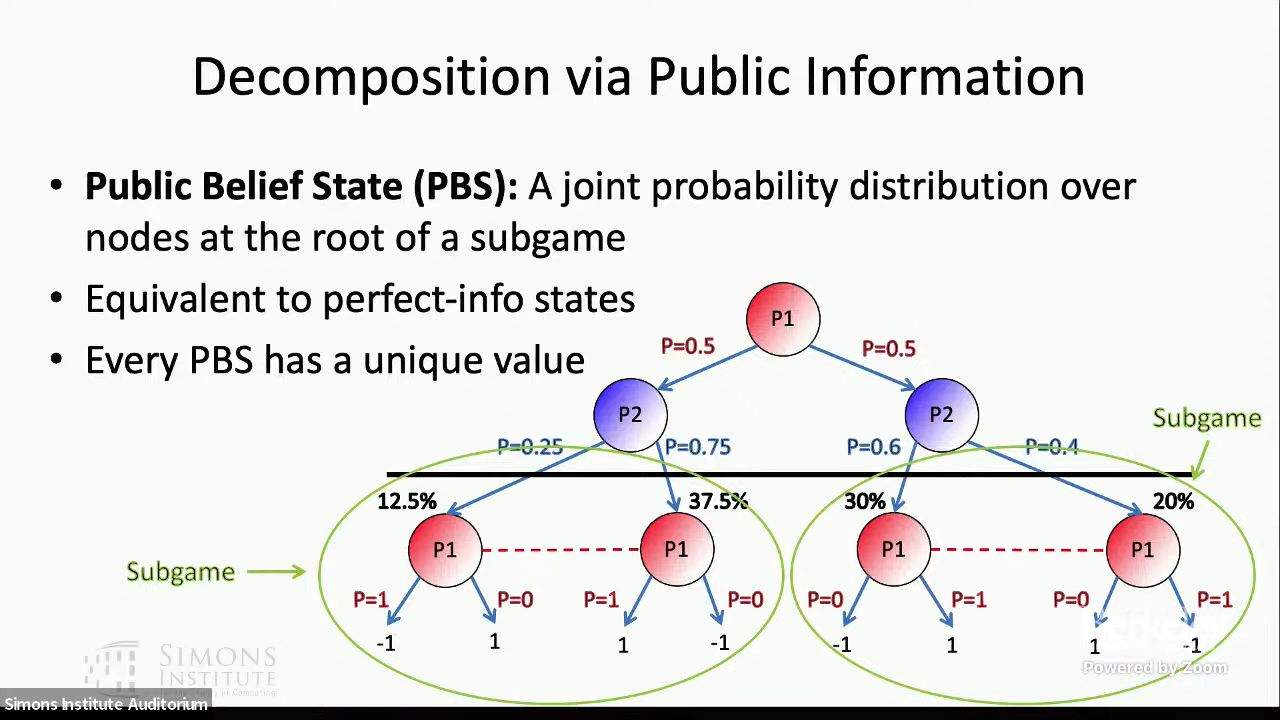 Decomposition via Public Information
• Public Belief State (PBS): A joint probability distribution over
nodes at the root of a subgame
• Equivalent to perfect-info states
• Every PBS has a unique value
P1
P=0.5
P=0.5
P2
P2
Subgame
P=0.25
P=0.75
P=0.6
P=0.4
12.5%
37.5%
30%
20%
P1
P1
P1
P1
Subgame
P=1
P=0
P=1
P=0
P=0
P=1
P=0
P=1
-1
1
1
-1
-1
1
1
-1
SIMONS
INSTITUTE
Berkeley
Powered by Zoom
Simons Institute Auditorium